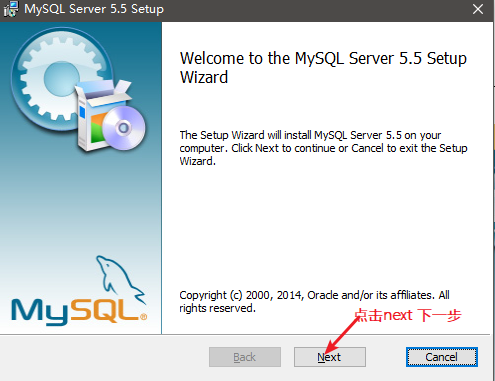 MySQL Server 5.5 Setup
Welcome to the MySQL Server 5.5 Setup
Wizard
The Setup Wizard will install MySQL Server 5.5 on your
computer. Click Next to continue or Cancel to exit the Setup
Wizard.
MySQL®
Copyright (c) 2000, 2014, Oracle and/or its affiliates. All
rights reserved.
点击next 下一步
Back Next Cancel